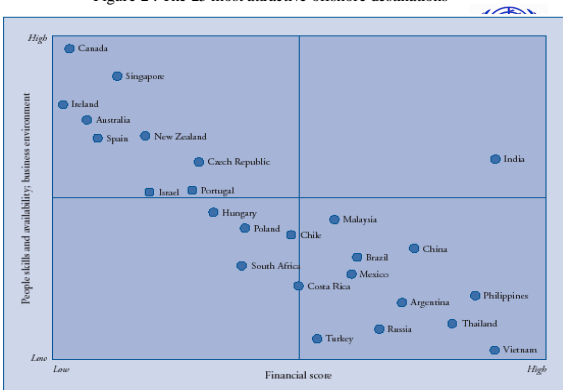 High
Canada
Singapore
Ireland
Australia
Spain
New Zealand
Czech Republic
India
Israel
Portugal
Hungary
Malaysia
Poland
Chile
China
Brazil
South Africa
Mexico
Costa Rica
Philippines
Argentina
Thailand
Russia
Turkey
Vietnam
People skills and availability; business environment
Low
Low
High
Financial score